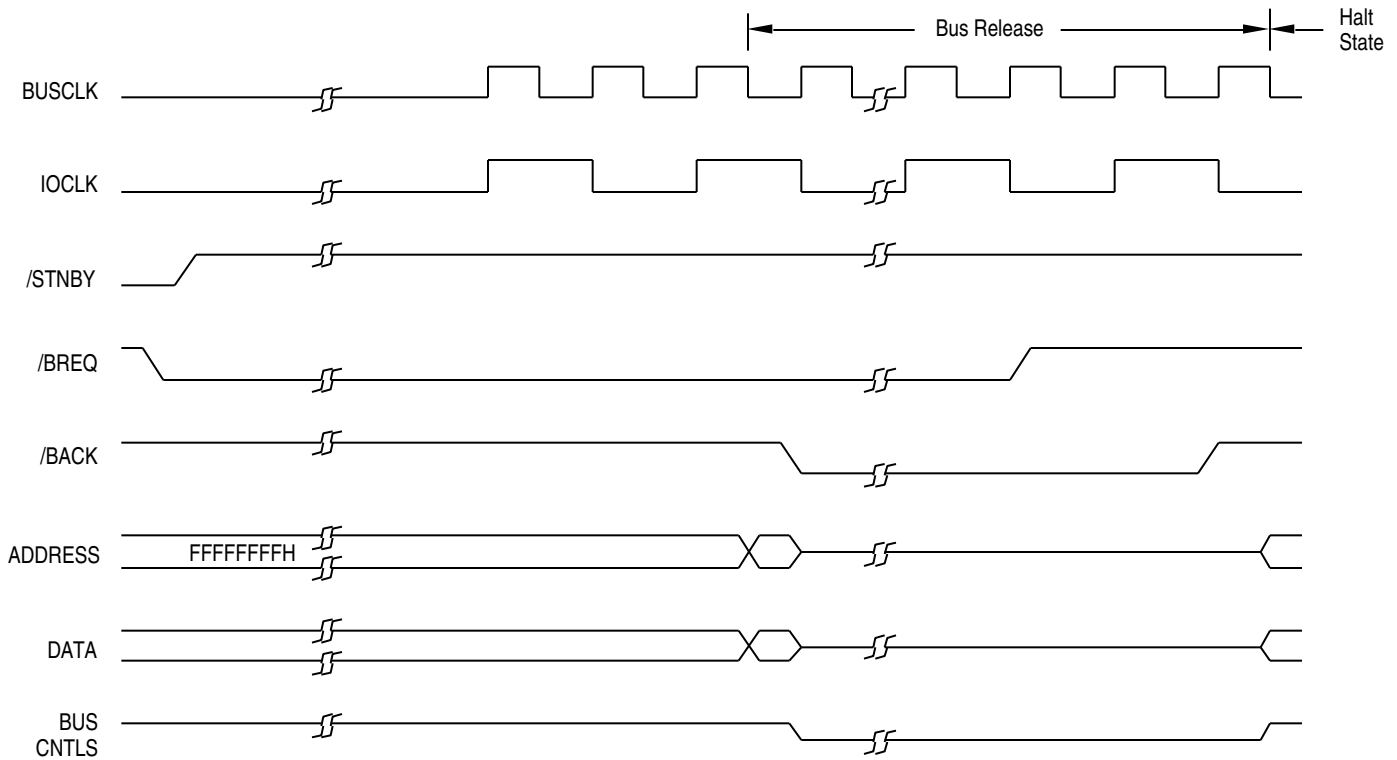 Bus Release
Halt
State
BUSCLK
IOCLK
/STNBY
/BREQ
/BACK
ADDRESS
FFFFFFFFH
DATA
BUS
CNTLS